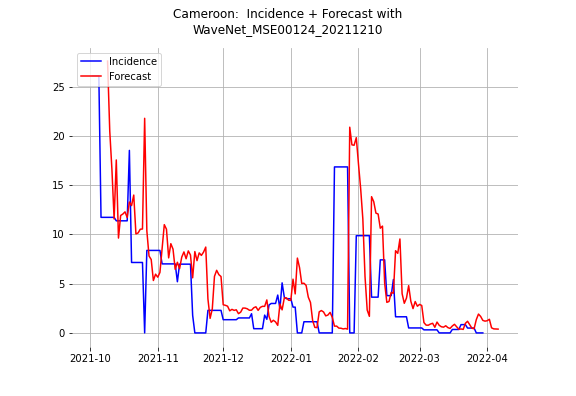 Cameroon:  Incidence + Forecast with
WaveNet_MSE00124_20211210
Incidence
Forecast
25
20
15
10
5
0
2021-10 2021-11 2021-12 2022-01 2022-02 2022-03 2022-04